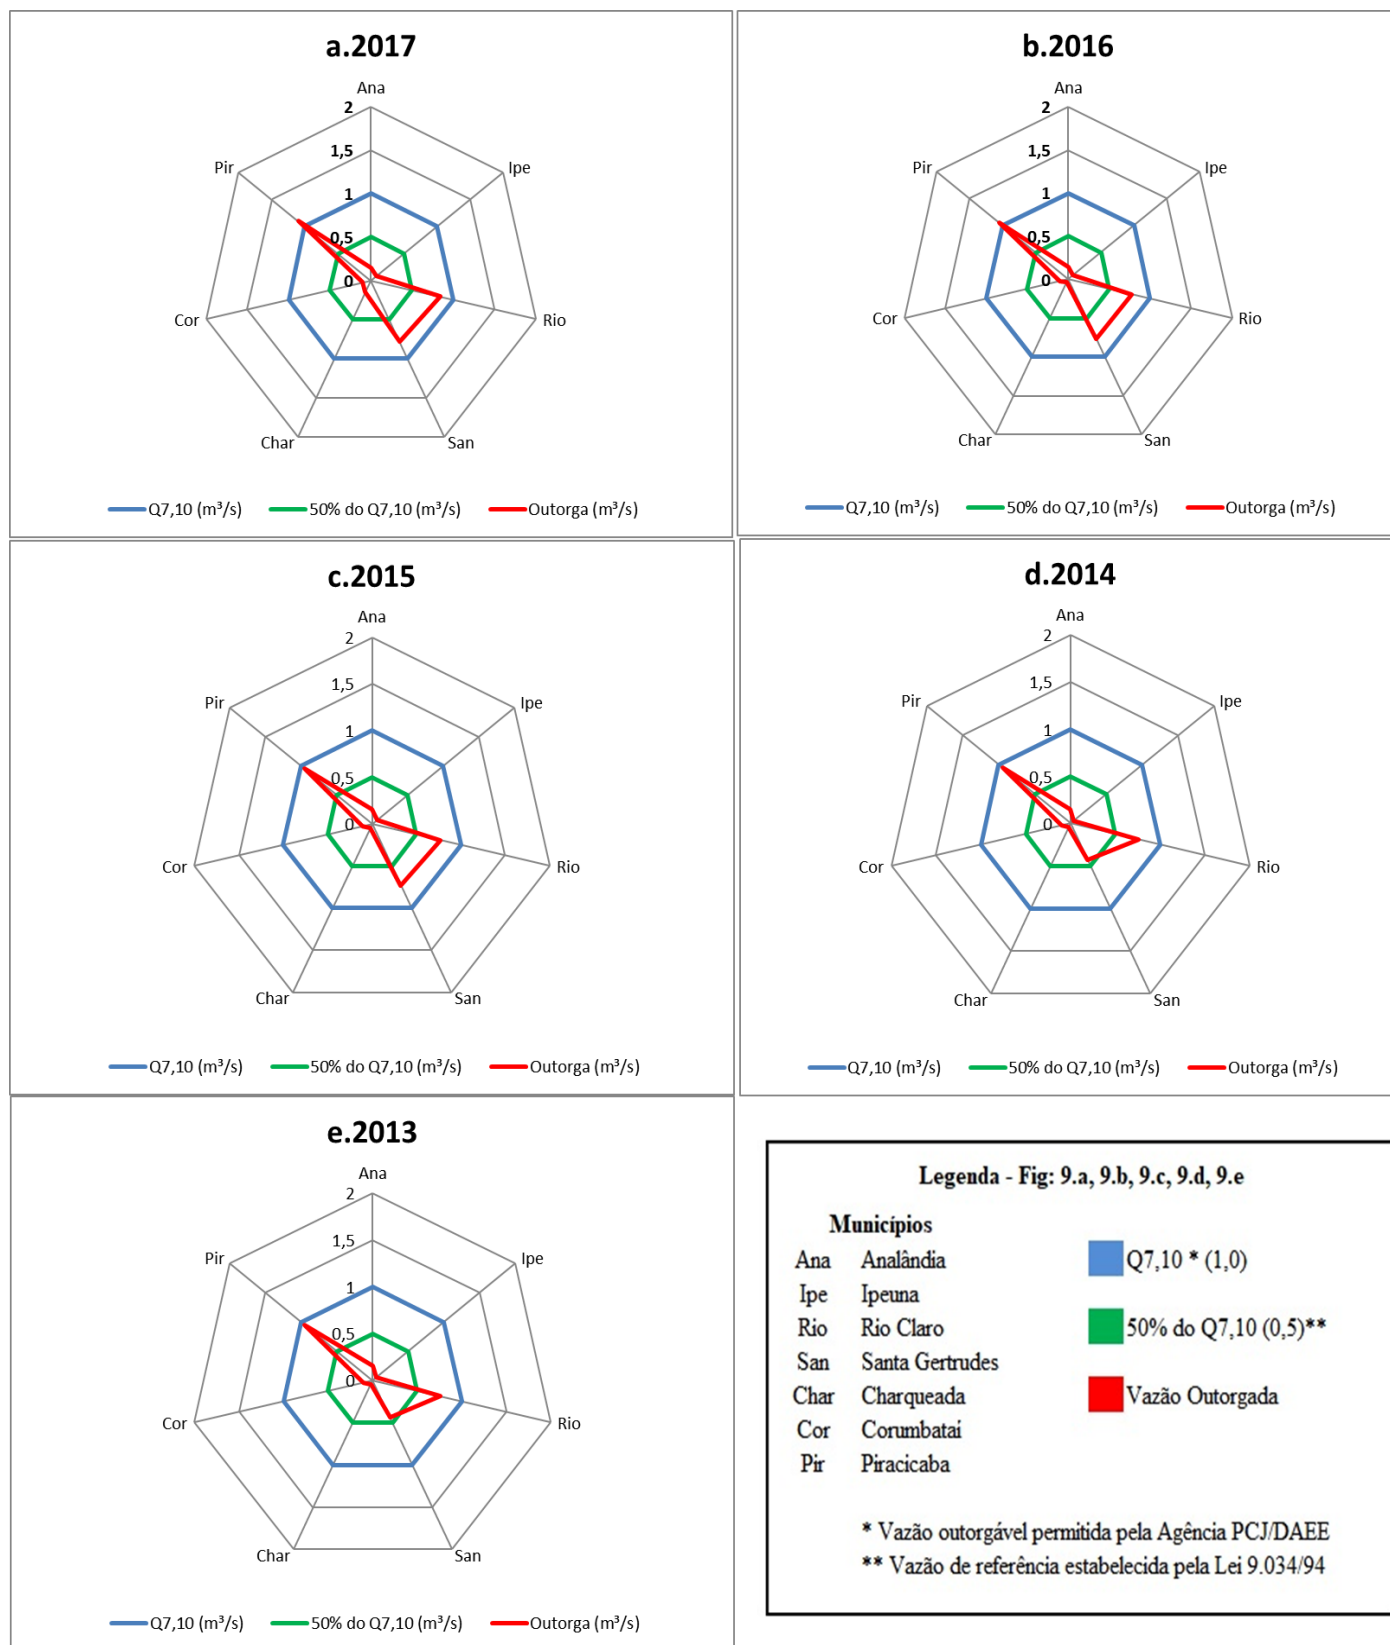 a.2017
Ana
2
1,5
1
0,5
0
Pir
Ipe
Cor
Rio
Char
San
Q7,10 (m³/s) 50% do Q7,10 (m³/s) Outorga (m³/s)
b.2016
Ana
2
1,5
1
0,5
0
Pir
Ipe
Cor
Rio
Char
San
Q7,10 (m³/s) 50% do Q7,10 (m³/s) Outorga (m³/s)
c.2015
Ana
2
1,5
1
0,5
0
Pir
Ipe
Cor
Rio
Char
San
Q7,10 (m³/s) 50% do Q7,10 (m³/s) Outorga (m³/s)
d.2014
Ana
2
1,5
1
0,5
0
Pir
Ipe
Cor
Rio
Char
San
Q7,10 (m³/s) 50% do Q7,10 (m³/s) Outorga (m³/s)
e.2013
Ana
2
1,5
1
0,5
0
Pir
Ipe
Cor
Rio
Char
San
Q7,10 (m³/s) 50% do Q7,10 (m³/s) Outorga (m³/s)
Legenda - Fig: 9.a, 9.b, 9.c, 9.d, 9.e
Municípios
Ana Analândia
Ipe Ipeuna
Rio Rio Claro
San Santa Gertrudes
Char Charqueada
Cor Corumbataí
Pir Piracicaba
Q7,10 * (1,0)
50% do Q7,10 (0,5)**
Vazão Outorgada
* Vazão outorgável permitida pela Agência PCJ/DAEE
** Vazão de referência estabelecida pela Lei 9.034/94